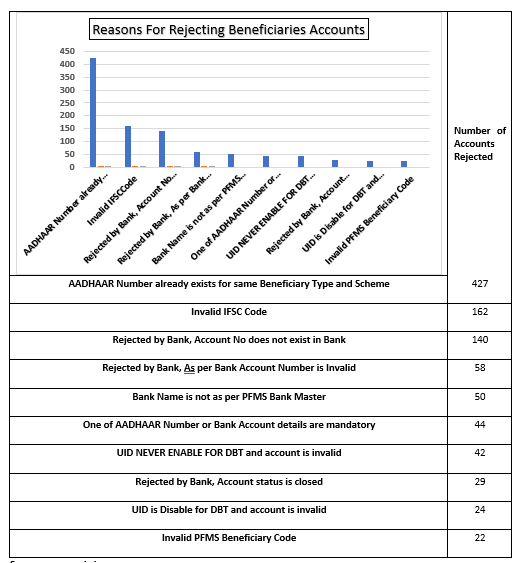 Reasons For Rejecting Beneficiaries Accounts
450
400
350
300
250
200
150
100
50
0
AADHAAR Number already...
Invalid IFSCCode
Rejected by Bank, Account No...
Rejected by Bank, As per Bank...
Bank Name is not as per PFMS...
One of AADHAAR Number or...
UID NEVER ENABLE FOR DBT...
Rejected by Bank, Account...
UID is Disable for DBT and...
Invalid PFMS Beneficiary Code
Number of
Accounts
Rejected
AADHAAR Number already exists for same Beneficiary Type and Scheme 427
Invalid IFSC Code 162
Rejected by Bank, Account No does not exist in Bank 140
Rejected by Bank, As per Bank Account Number is Invalid 58
Bank Name is not as per PFMS Bank Master 50
One of AADHAAR Number or Bank Account details are mandatory 44
UID NEVER ENABLE FOR DBT and account is invalid 42
Rejected by Bank, Account status is closed 29
UID is Disable for DBT and account is invalid 24
Invalid PFMS Beneficiary Code 22